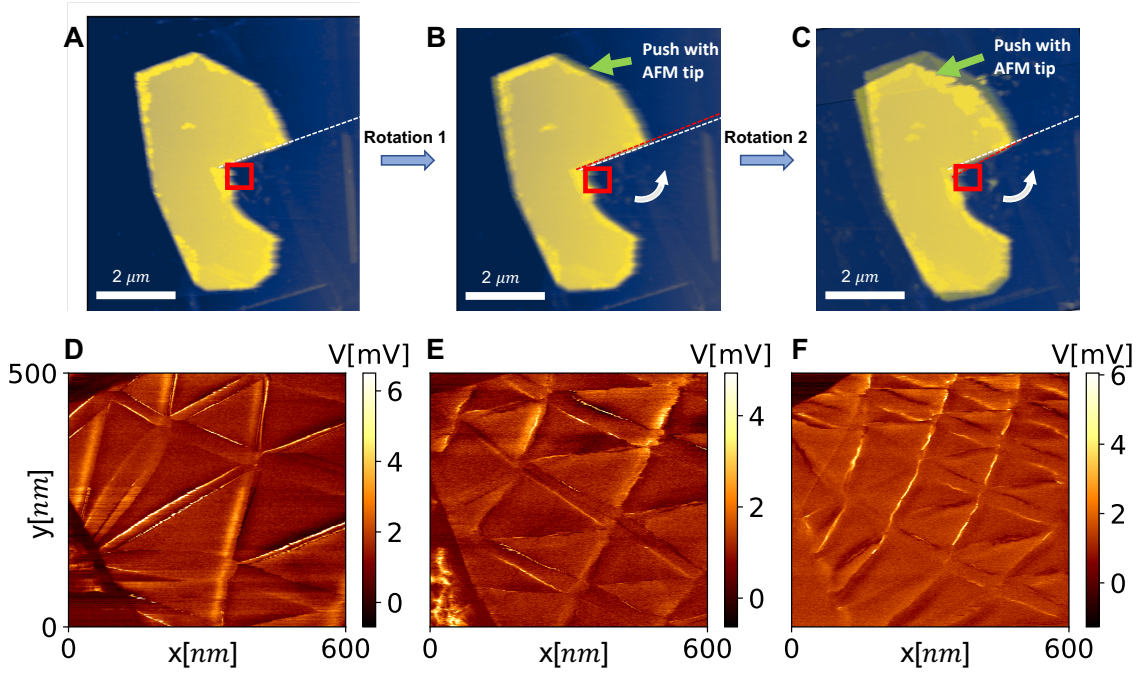 A
B
C
Push with
AFM tip
Push with
AFM tip
Rotation 1
Rotation 2
2 μm
2 μm
2 μm
D
V[mV]
E
V[mV]
F
V[mV]
500
0
y[nm]
0
600
x[nm]
6
4
2
0
0
600
x[nm]
4
2
0
0
600
x[nm]
6
4
2
0